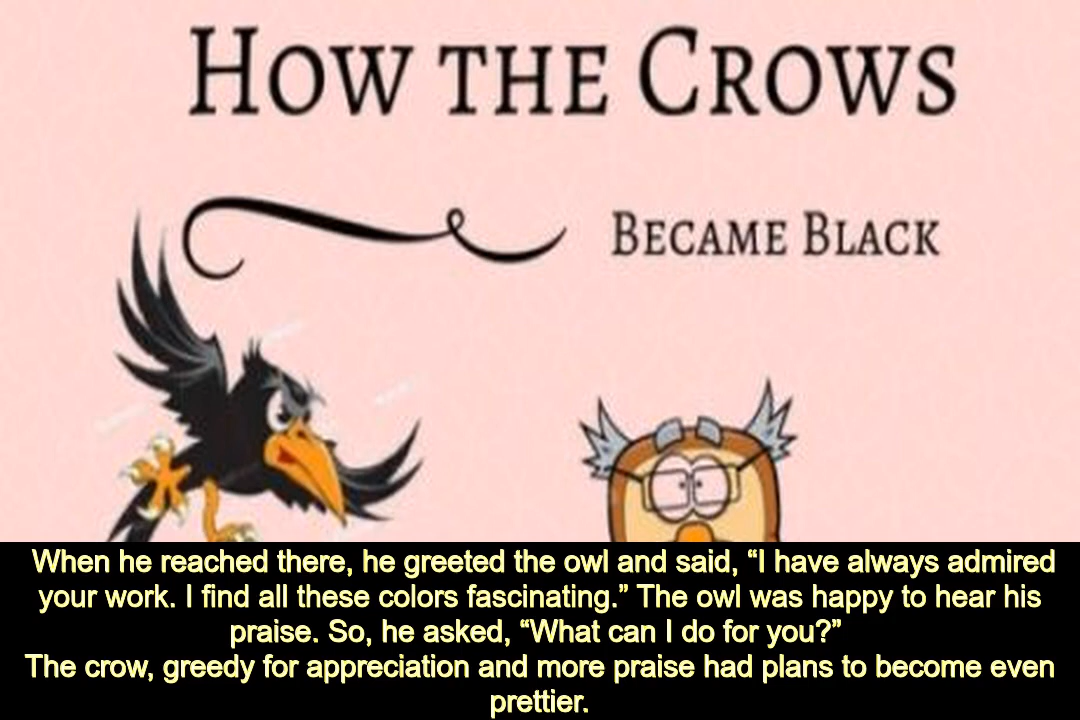 HOW THE CROWS
BECAME BLACK
When he reached there, he greeted the owl and said, “I have always admired
your work. I find all these colors fascinating.” The owl was happy to hear his
praise. So, he asked, “What can I do for you?”
The crow, greedy for appreciation and more praise had plans to become even
prettier.